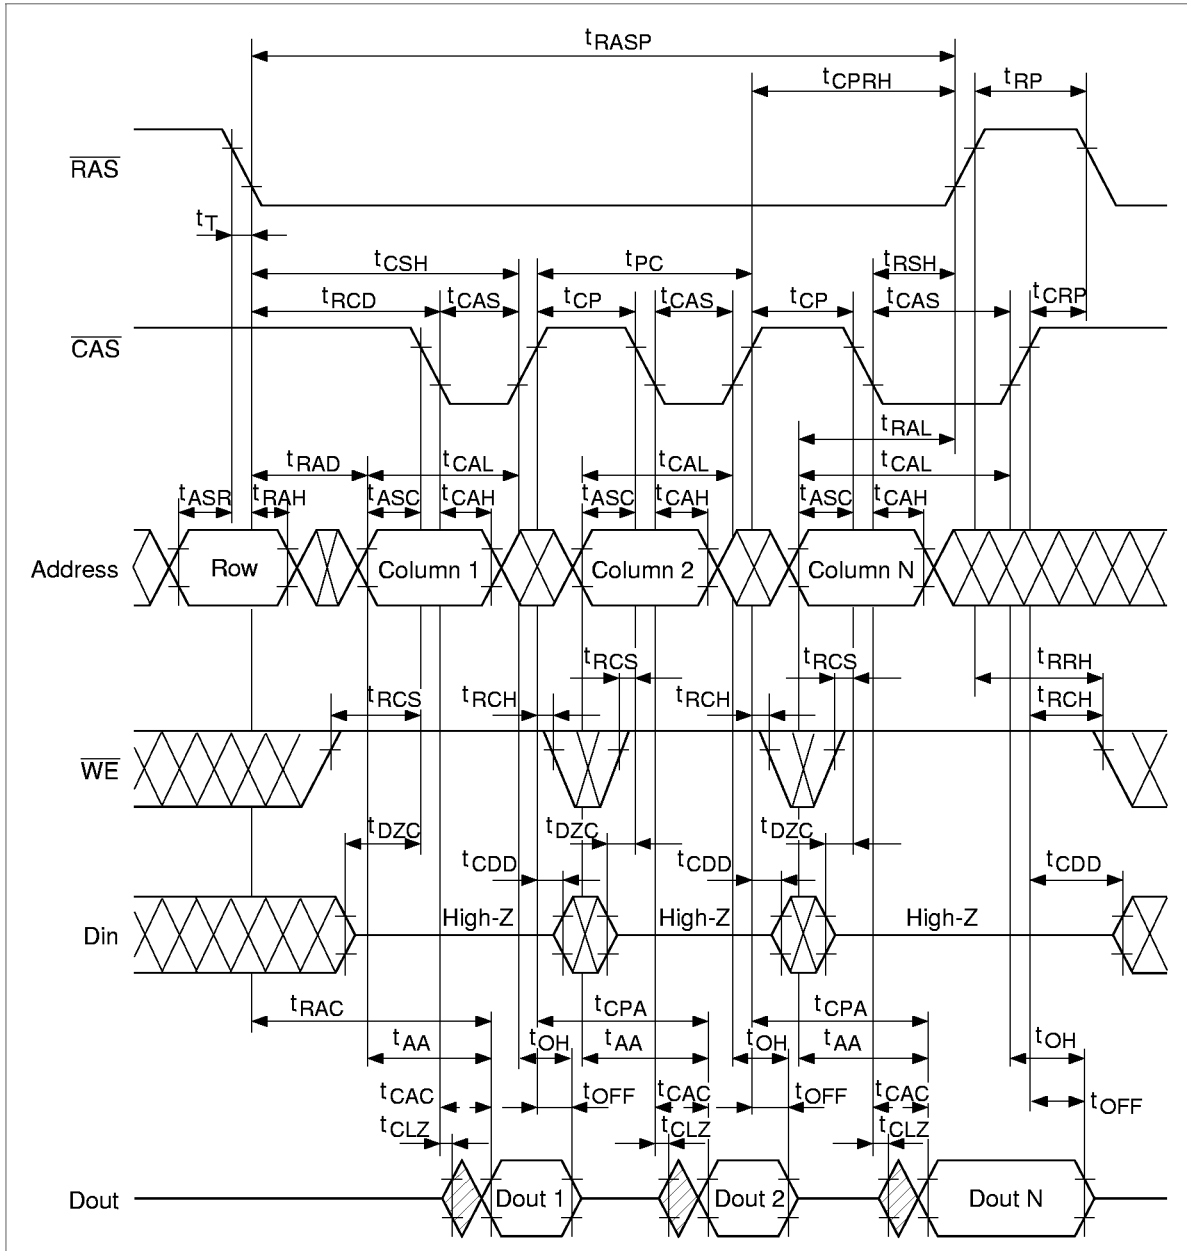 tRASP
tCPRH tRP
RAS
tT
tCSH tPC tRSH
tRCD tCAS tCP tCAS tCP tCAS tCRP
CAS
tRAL
tRAD tCAL tCAL tCAL
tASR tRAH tASC tCAH tASC tCAH tASC tCAH
Address Row Column 1 Column 2 Column N
tRCS tRCS tRRH
tRCS tRCH tRCH tRCH
WE
tDZC tDZC tDZC
tCDD tCDD tCDD
Din High-Z High-Z High-Z
tRAC tCPA tCPA
tAA tOH tAA tOH tAA tOH
tCAC tOFF tCAC tOFF tCAC tOFF
tCLZ tCLZ tCLZ
Dout Dout 1 Dout 2 Dout N